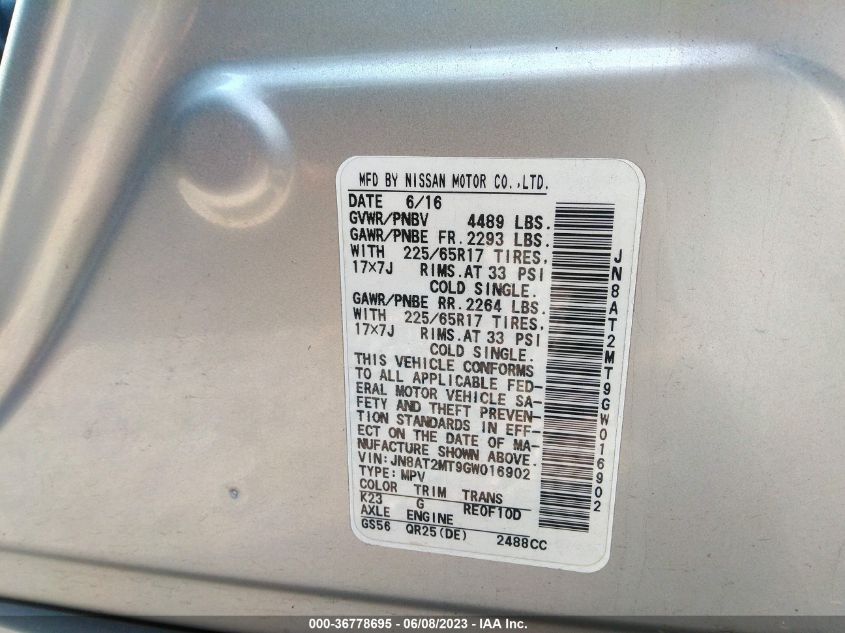 MFD BY NISSAN MOTOR CO.,LTD.
DATE 6/16
GVWR/PNBV 4489 LBS.
GAWR/PNBE FR. 2293 LBS.
WITH 225/65R17 TIRES,
17×7J RIMS.AT 33 PSI
COLD SINGLE.
GAWR/PNBE RR. 2264 LBS.
WITH 225/65R17 TIRES,
17×7J RIMS.AT 33 PSI
COLD SINGLE.
THIS VEHICLE CONFORMS
TO ALL APPLICABLE FED-
ERAL MOTOR VEHICLE SA-
FETY AND THEFT PREVEN-
TION STANDARDS IN EFF-
ECT ON THE DATE OF MA-
NUFACTURE SHOWN ABOVE.
VIN:JN8AT2MT9GW016902
TYPE:MPV
COLOR TRIM TRANS
K23 G RE0F10D
AXLE ENGINE
GS56 QR25(DE) 2488CC
JN8AT2MT9GW016902
000-36778695 - 06/08/2023 - IAA Inc.